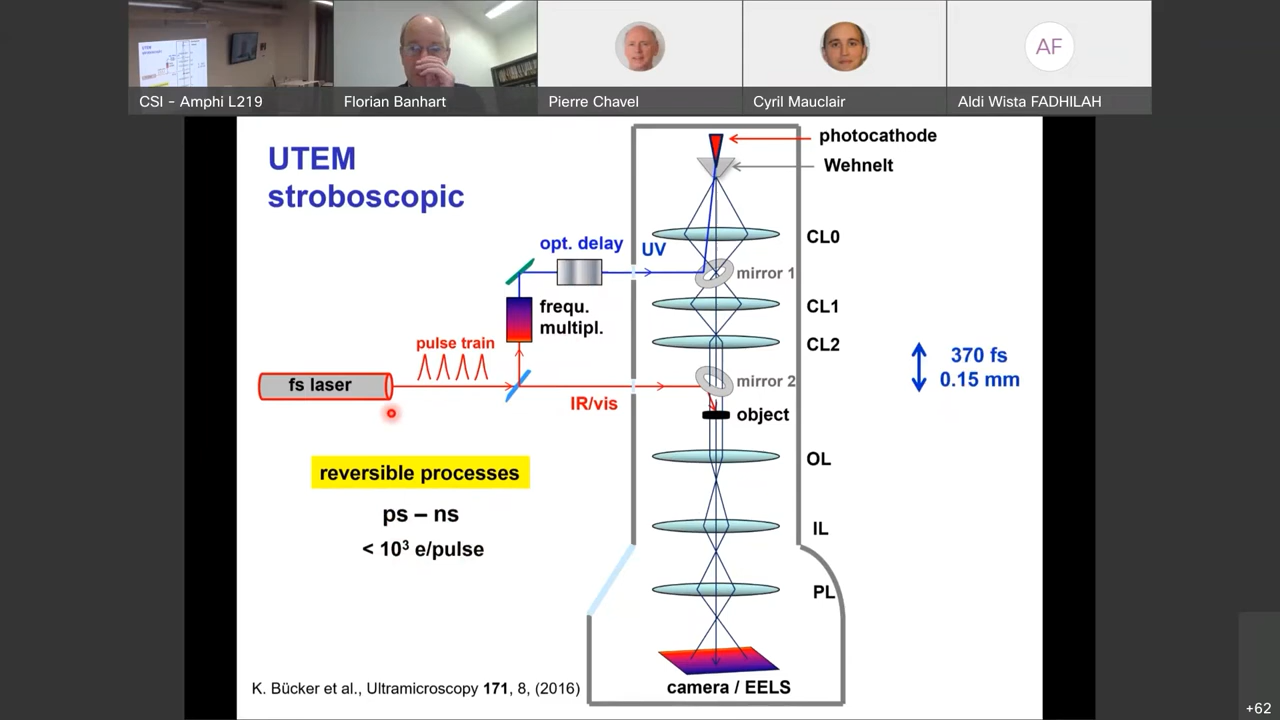 UTEM
stroboscopic
CSI - Amphi L219
Florian Banhart
Pierre Chavel
Cyril Mauclair
AF
Aldi Wista FADHILAH
UTEM
stroboscopic
photocathode
Wehnelt
CL0
opt. delay
UV
mirror 1
frequ.
multipl.
CL1
pulse train
CL2
370 fs
0.15 mm
fs laser
mirror 2
IR/vis
object
OL
reversible processes
ps – ns
IL
< 10³ e/pulse
PL
camera / EELS
K. Bücker et al., Ultramicroscopy 171, 8, (2016)
+62